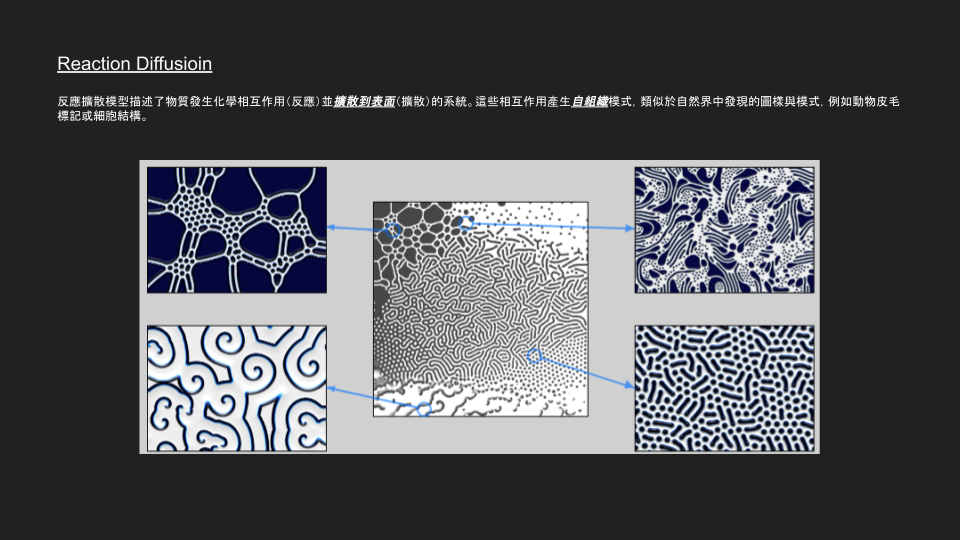 Reaction Diffusioin
反應擴散模型描述了物質發生化學相互作用(反應)並擴散到表面(擴散)的系統。這些相互作用產生自組織模式, 類似於自然界中發現的圖樣與模式, 例如動物皮毛
標記或細胞結構。